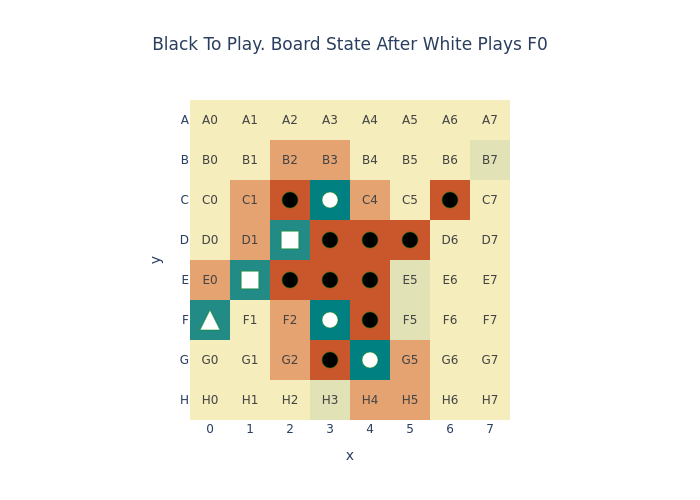 Black To Play. Board State After White Plays F0
A A0 A1 A2 A3 A4 A5 A6 A7
B B0 B1 B2 B3 B4 B5 B6 B7
C C0 C1 C4 C5 C7
D D0 D1 D6 D7
E E0 E5 E6 E7
F F1 F2 F5 F6 F7
G G0 G1 G2 G5 G6 G7
H H0 H1 H2 H3 H4 H5 H6 H7
0 1 2 3 4 5 6 7
x
y